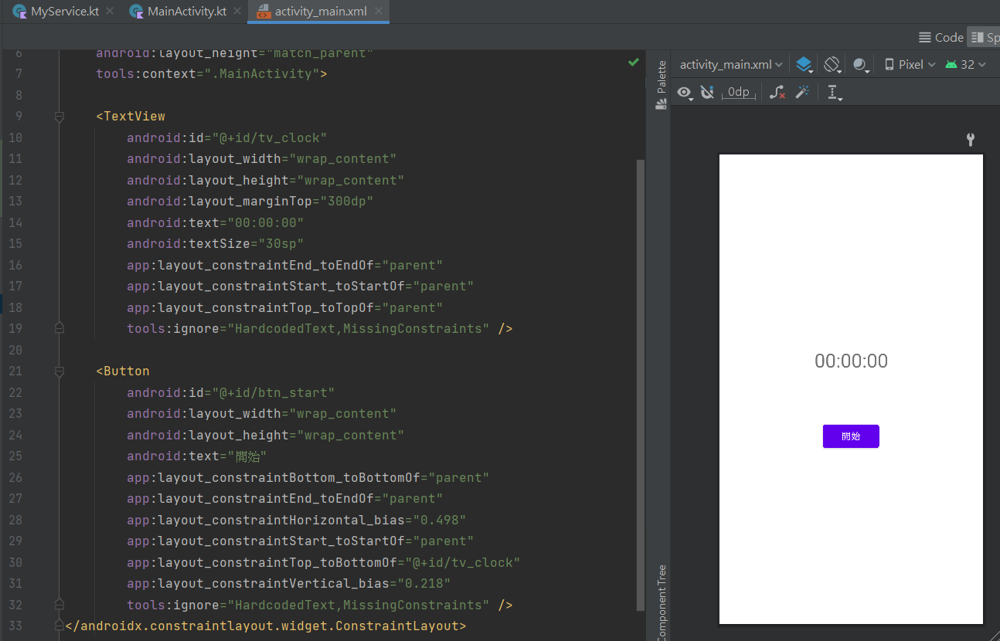 MyService.kt MainActivity.kt activity_main.xml
Code Sp
6 android:layout_height="match_parent"
7 tools:context=".MainActivity">
8
9 <TextView
10 android:id="@+id/tv_clock"
11 android:layout_width="wrap_content"
12 android:layout_height="wrap_content"
13 android:layout_marginTop="300dp"
14 android:text="00:00:00"
15 android:textSize="30sp"
16 app:layout_constraintEnd_toEndOf="parent"
17 app:layout_constraintStart_toStartOf="parent"
18 app:layout_constraintTop_toTopOf="parent"
19 tools:ignore="HardcodedText,MissingConstraints" />
20
21 <Button
22 android:id="@+id/btn_start"
23 android:layout_width="wrap_content"
24 android:layout_height="wrap_content"
25 android:text="開始"
26 app:layout_constraintBottom_toBottomOf="parent"
27 app:layout_constraintEnd_toEndOf="parent"
28 app:layout_constraintHorizontal_bias="0.498"
29 app:layout_constraintStart_toStartOf="parent"
30 app:layout_constraintTop_toBottomOf="@+id/tv_clock"
31 app:layout_constraintVertical_bias="0.218"
32 tools:ignore="HardcodedText,MissingConstraints" />
33 </androidx.constraintlayout.widget.ConstraintLayout>
Palette
Component Tree
activity_main.xml Pixel 32
0dp
00:00:00
開始